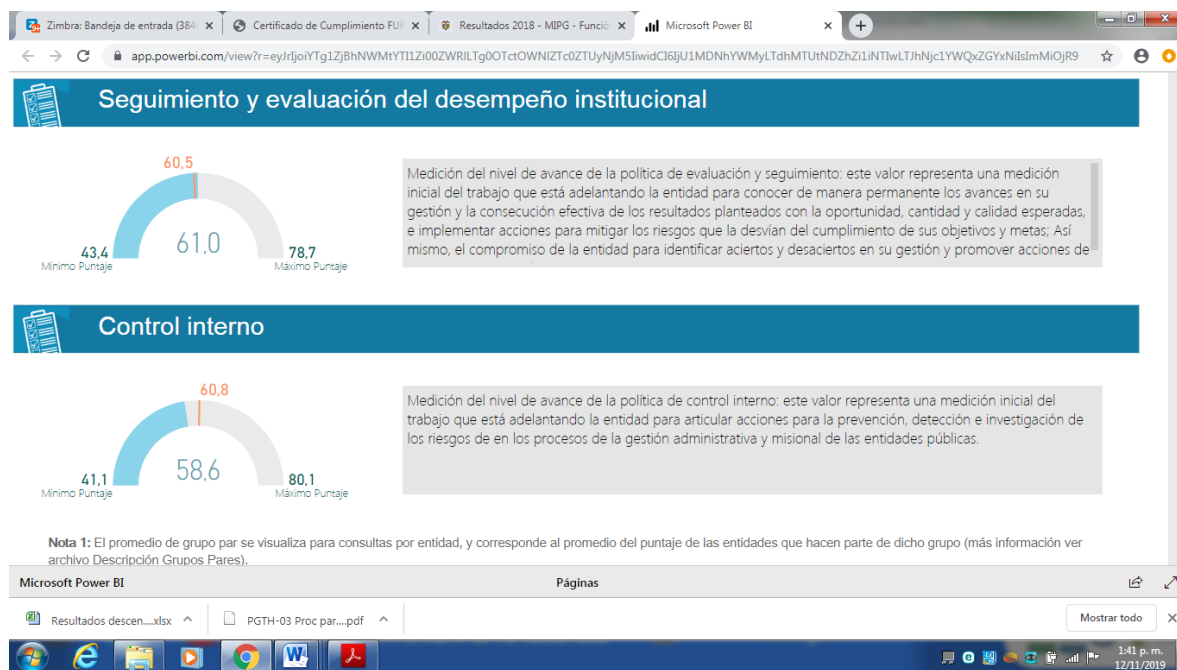 Zimbra: Bandeja de entrada (384
Certificado de Cumplimiento FUF
Resultados 2018 - MIPG - Funció
Microsoft Power BI
Seguimiento y evaluación del desempeño institucional
60,5
61,0
43,4
Mínimo Puntaje
78,7
Máximo Puntaje
Medición del nivel de avance de la política de evaluación y seguimiento: este valor representa una medición
inicial del trabajo que está adelantando la entidad para conocer de manera permanente los avances en su
gestión y la consecución efectiva de los resultados planteados con la oportunidad, cantidad y calidad esperadas,
e implementar acciones para mitigar los riesgos que la desvían del cumplimiento de sus objetivos y metas; Así
mismo, el compromiso de la entidad para identificar aciertos y desaciertos en su gestión y promover acciones de
Control interno
60,8
58,6
41,1
Mínimo Puntaje
80,1
Máximo Puntaje
Medición del nivel de avance de la política de control interno: este valor representa una medición inicial del
trabajo que está adelantando la entidad para articular acciones para la prevención, detección e investigación de
los riesgos de en los procesos de la gestión administrativa y misional de las entidades públicas.
Nota 1: El promedio de grupo par se visualiza para consultas por entidad, y corresponde al promedio del puntaje de las entidades que hacen parte de dicho grupo (más información ver
archivo Descripción Grupos Pares).
Microsoft Power BI
Páginas
Resultados descen....xlsx
PGTH-03 Proc par....pdf
Mostrar todo
1:41 p. m.
12/11/2019